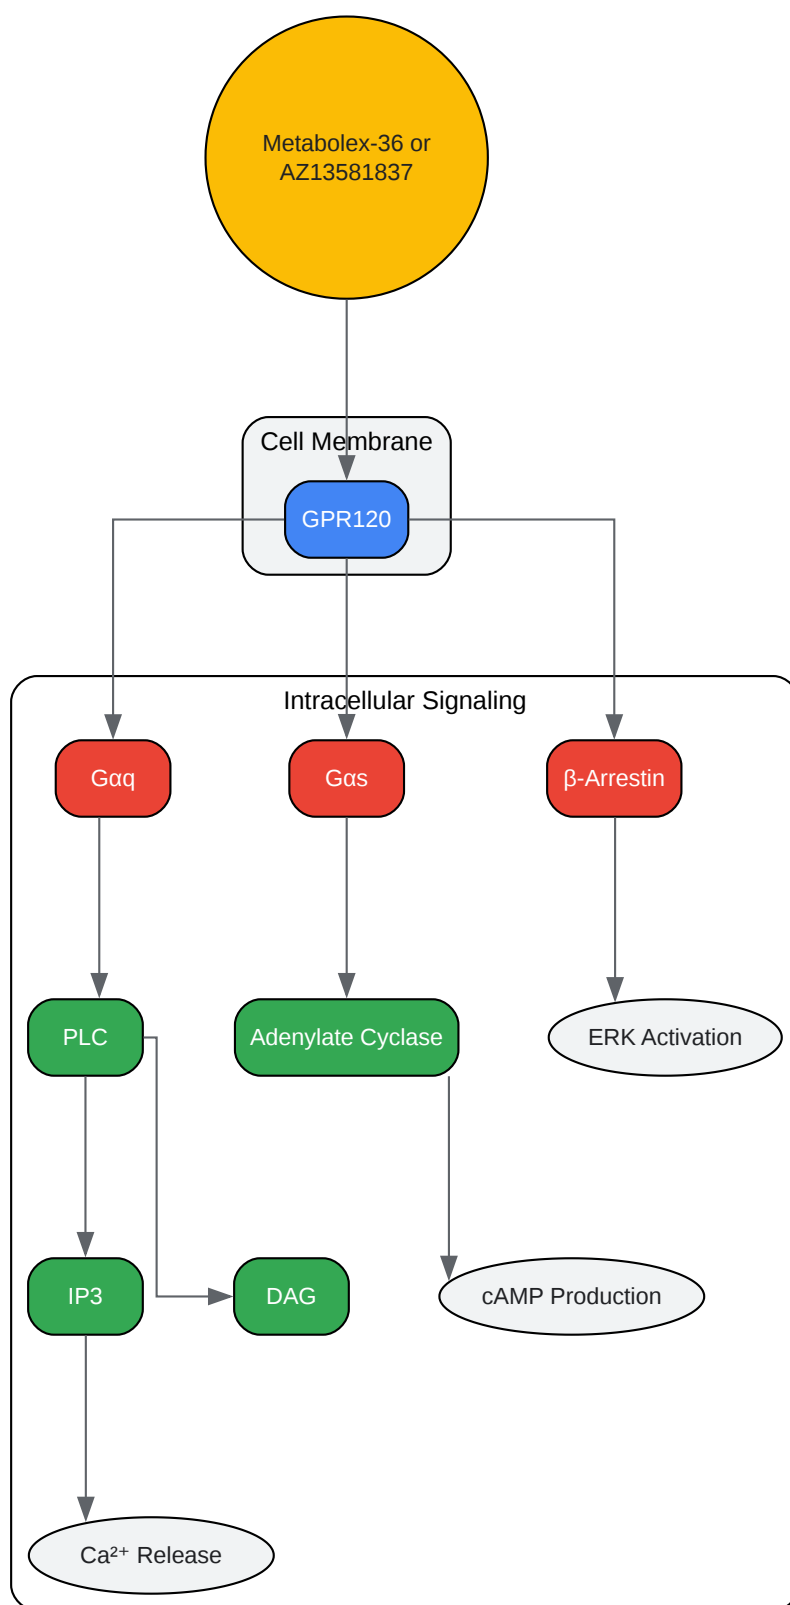 Metabolex-36 or
AZ13581837
Cell Membrane
GPR120
Intracellular Signaling
Gαq
Gαs
β-Arrestin
PLC
Adenylate Cyclase
ERK Activation
IP3
DAG
cAMP Production
Ca²⁺ Release